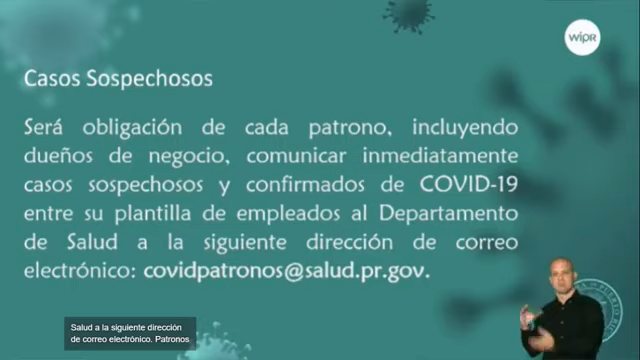 wipr
Casos Sospechosos
Será obligación de cada patrono, incluyendo
dueños de negocio, comunicar inmediatamente
casos sospechosos y confirmados de COVID-19
entre su plantilla de empleados al Departamento
de Salud a la siguiente dirección de correo
electrónico: covidpatronos@salud.pr.gov.
Salud a la siguiente dirección
de correo electrónico. Patronos